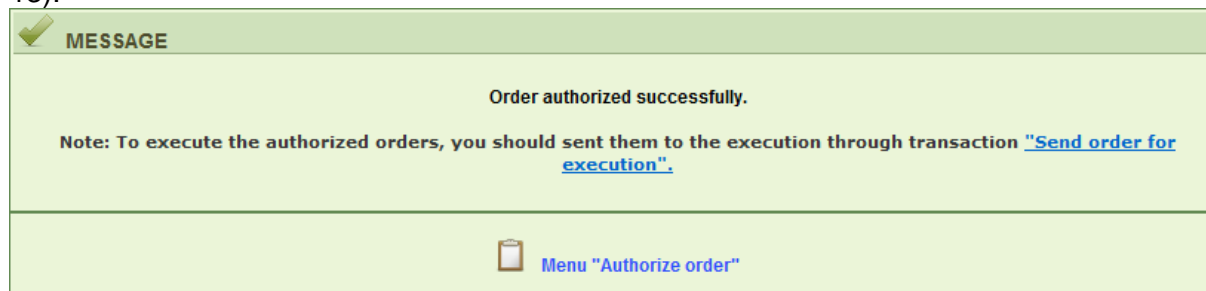 MESSAGE
Order authorized successfully.
Note: To execute the authorized orders, you should sent them to the execution through transaction "Send order for
execution".
Menu "Authorize order"